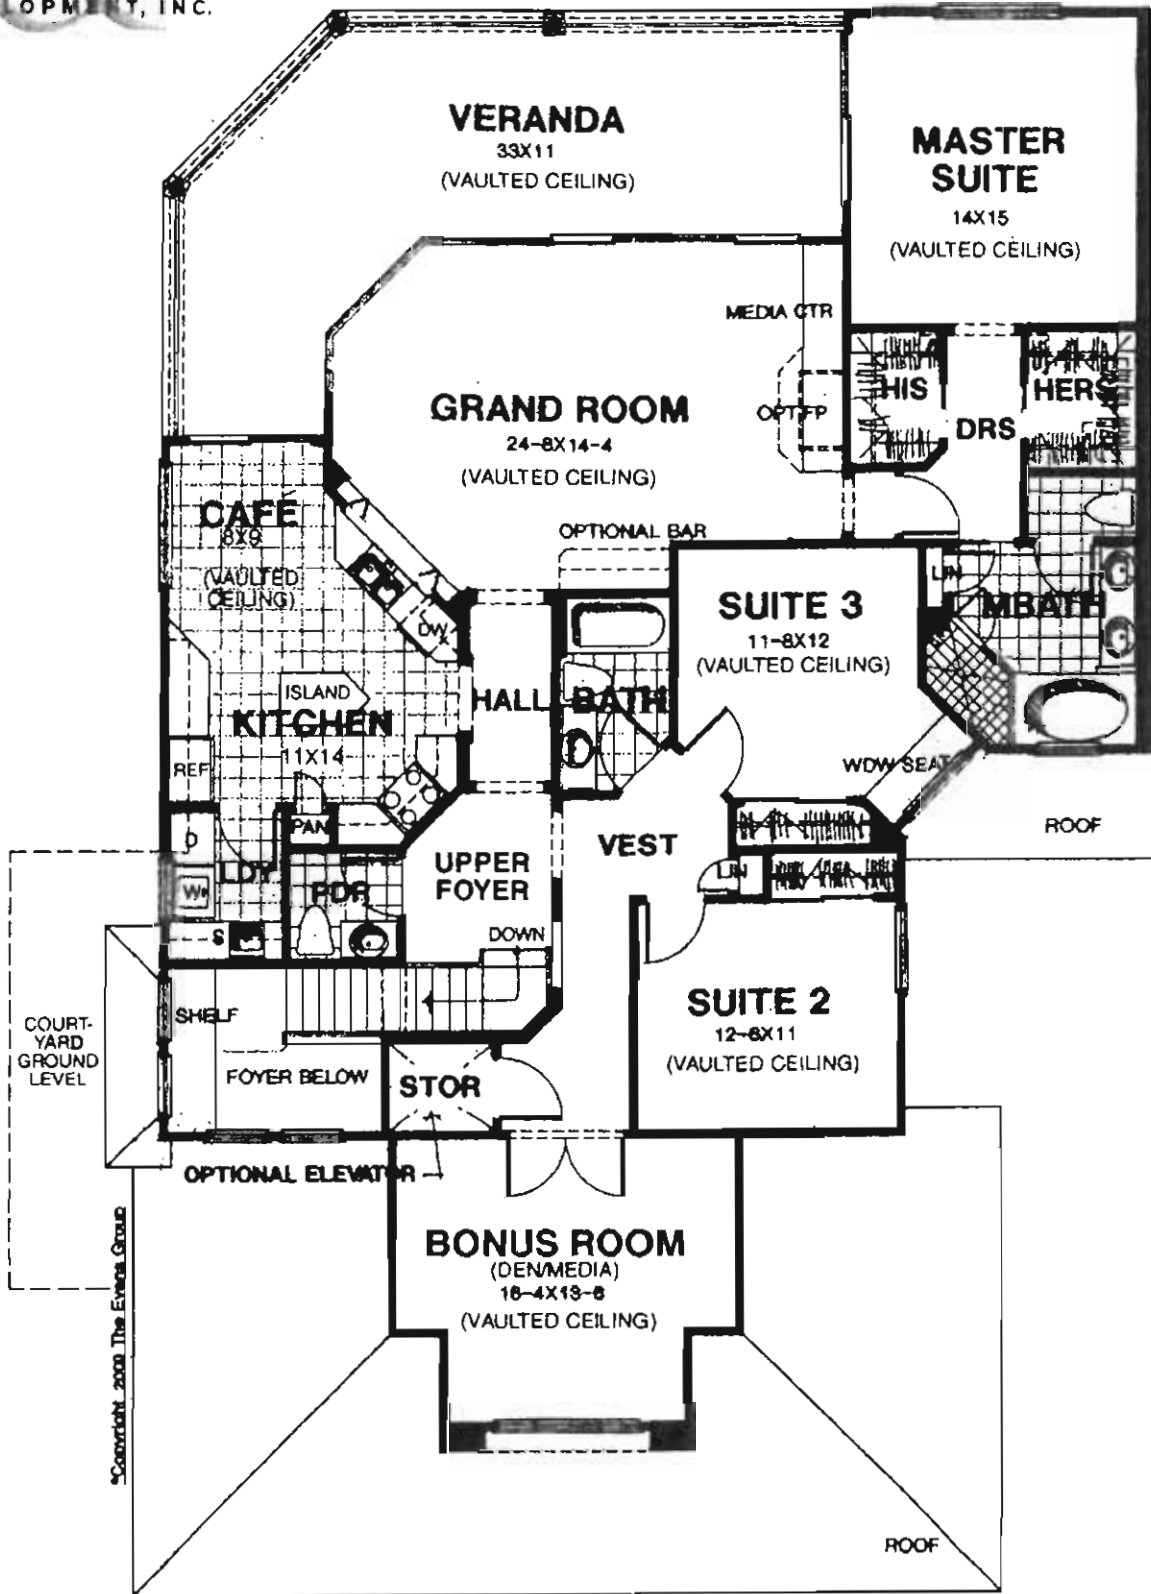 LOPMENT, INC.
VERANDA
33X11
(VAULTED CEILING)
MASTER
SUITE
14X15
(VAULTED CEILING)
MEDIA CTR
HIS
HERS
DRS
OPT FP
GRAND ROOM
24-8X14-4
(VAULTED CEILING)
OPTIONAL BAR
CAFE
8X9
(VAULTED
CEILING)
DW
LIN
MBATH
SUITE 3
11-8X12
(VAULTED CEILING)
ISLAND
KITCHEN
11X14
HALL
BATH
REF
WDW SEAT
PAN
D
LDY
W
S
PDR
UPPER
FOYER
VEST
LIN
ROOF
DOWN
SUITE 2
12-6X11
(VAULTED CEILING)
SHELF
COURT-
YARD
GROUND
LEVEL
FOYER BELOW
STOR
OPTIONAL ELEVATOR
BONUS ROOM
(DEN/MEDIA)
16-4X13-6
(VAULTED CEILING)
©Copyright 2000 The Evans Group
ROOF